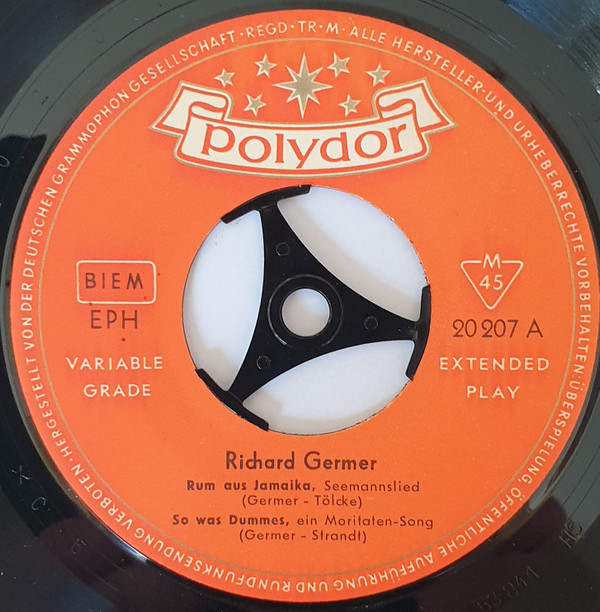 HERGESTELLT VON DER DEUTSCHEN GRAMMOPHON GESELLSCHAFT · REGD · TR · M · ALLE HERSTELLER- UND URHEBERRECHTE VORBEHALTEN: ÜBERSPIELUNG, ÖFFENTLICHE AUFFÜHRUNG UND RUNDFUNKSENDUNG VERBOTEN ·
Polydor
BIEM
EPH
VARIABLE
GRADE
M
45
20 207 A
EXTENDED
PLAY
Richard Germer
Rum aus Jamaika, Seemannslied
(Germer - Tölcke)
So was Dummes, ein Moritaten-Song
(Germer - Strandt)